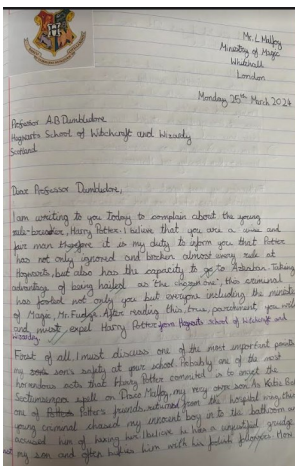 Mr. L Malfoy
Ministry of Magic
Whitehall
London
Monday 25th March 2024
Professor A.B Dumbledore
Hogwarts School of Witchcraft and Wizardy
Scotland
Dear Professor Dumbledore,
I am writing to you today to complain about the young
rule-breaker, Harry Potter. I believe that you are a wise and
fair man therefore it is my duty to inform you that Potter
has not only ignored and broken almost every rule at
Hogwarts, but also has the capacity to go to Azkaban. Taking
advantage of being hailed as 'the chosen one', this criminal
has fooled not only you but everyone including the minister
of Magic, Mr. Fudge. After reading this, true, parchment, you will
and must, expel Harry Potter from Hogwarts School of Witchcraft and
wizardry.
First of all, I must discuss one of the most important points
my son's safety at your school. Probably one of the most
horrendous acts that Harry Potter commited is to cast the
Sectumsempra spell on Draco Malfoy, my very own son. As Katie Bell
one of Potter's friends, returned from the hospital wing, this
young criminal chased my innocent boy in to the bathroom and
accused him of hexing him. I believe he has a grudge
my son and often him with his foolish followers. More